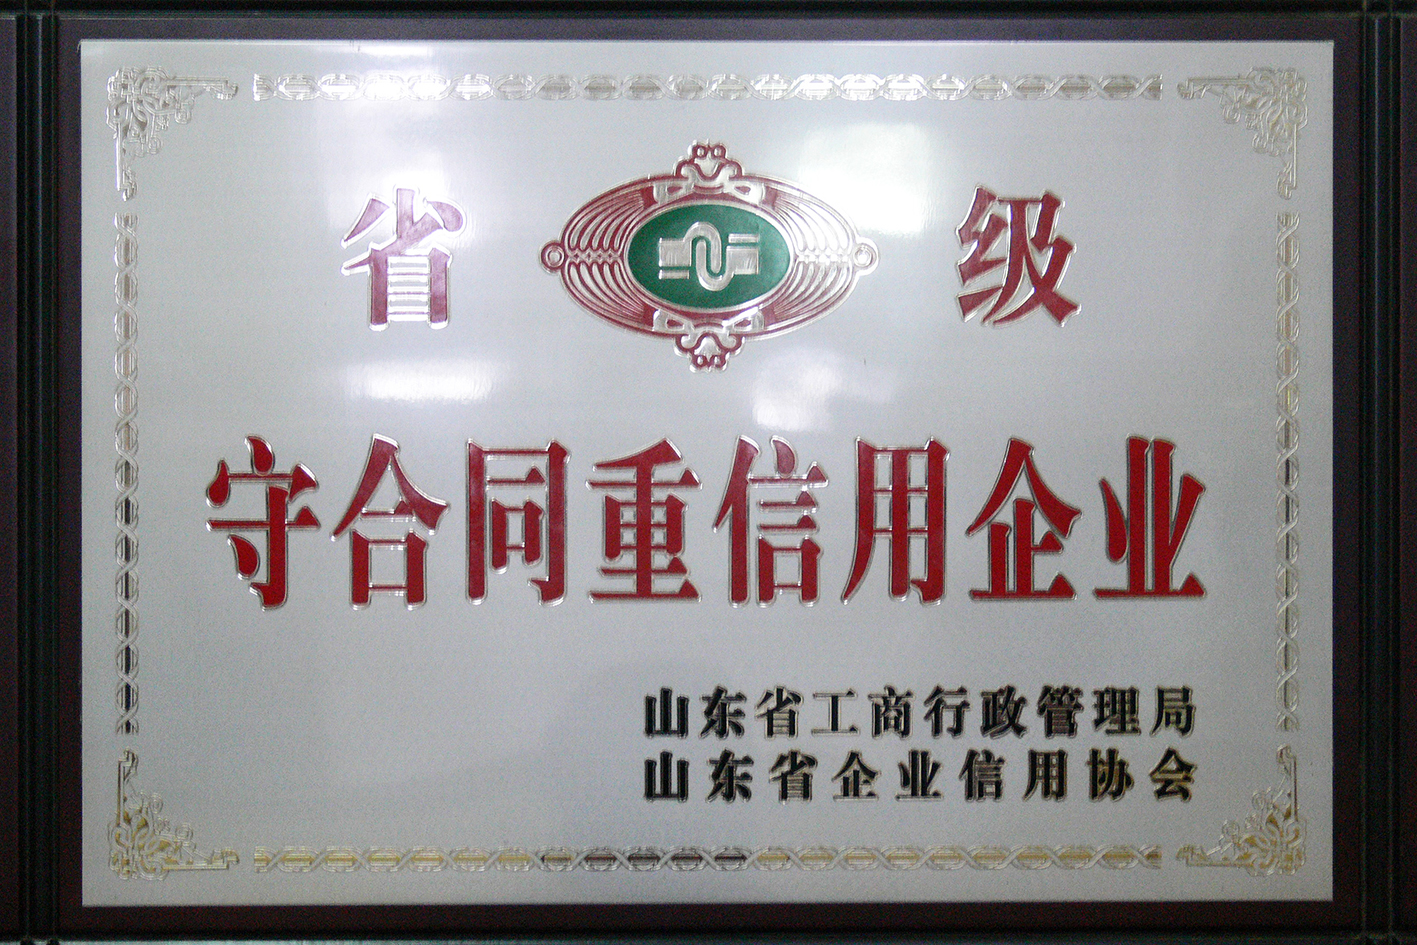 省 级
守合同重信用企业
山东省工商行政管理局
山东省企业信用协会